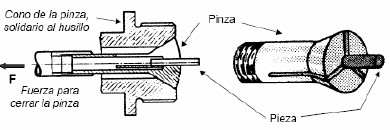 Cono de la pinza,
solidario al husillo
Pinza
F
Fuerza para
cerrar la pinza
Pieza